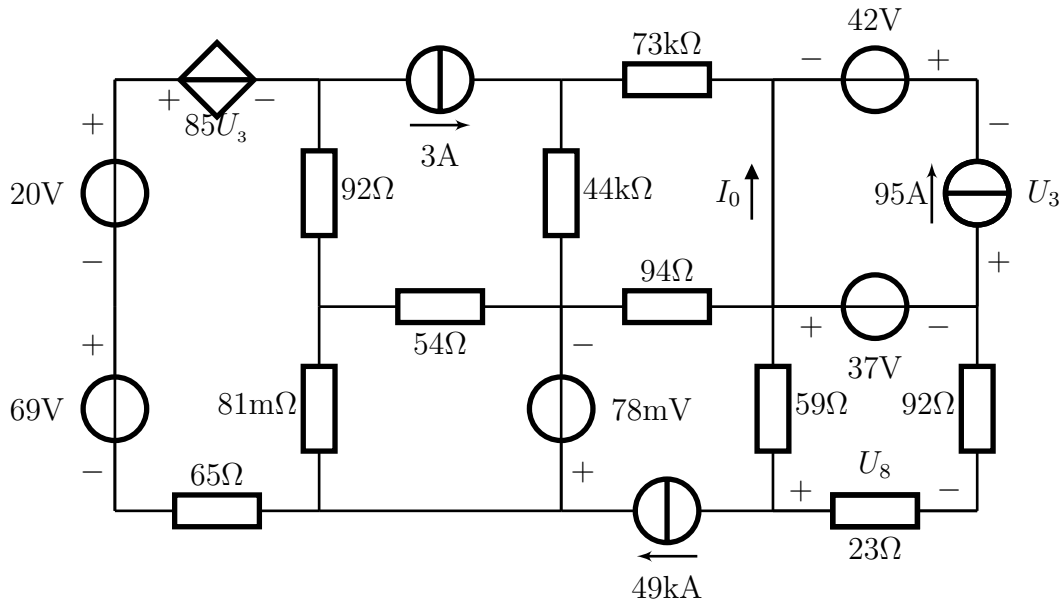 42V
73kΩ
− +
+ −
85U₃
−
+
3A
20V
92Ω
44kΩ
I₀
95A
U₃
−
+
94Ω
+
54Ω
−
+ −
37V
69V
81mΩ
78mV
59Ω
92Ω
−
65Ω
+
U₈
+ −
23Ω
49kA